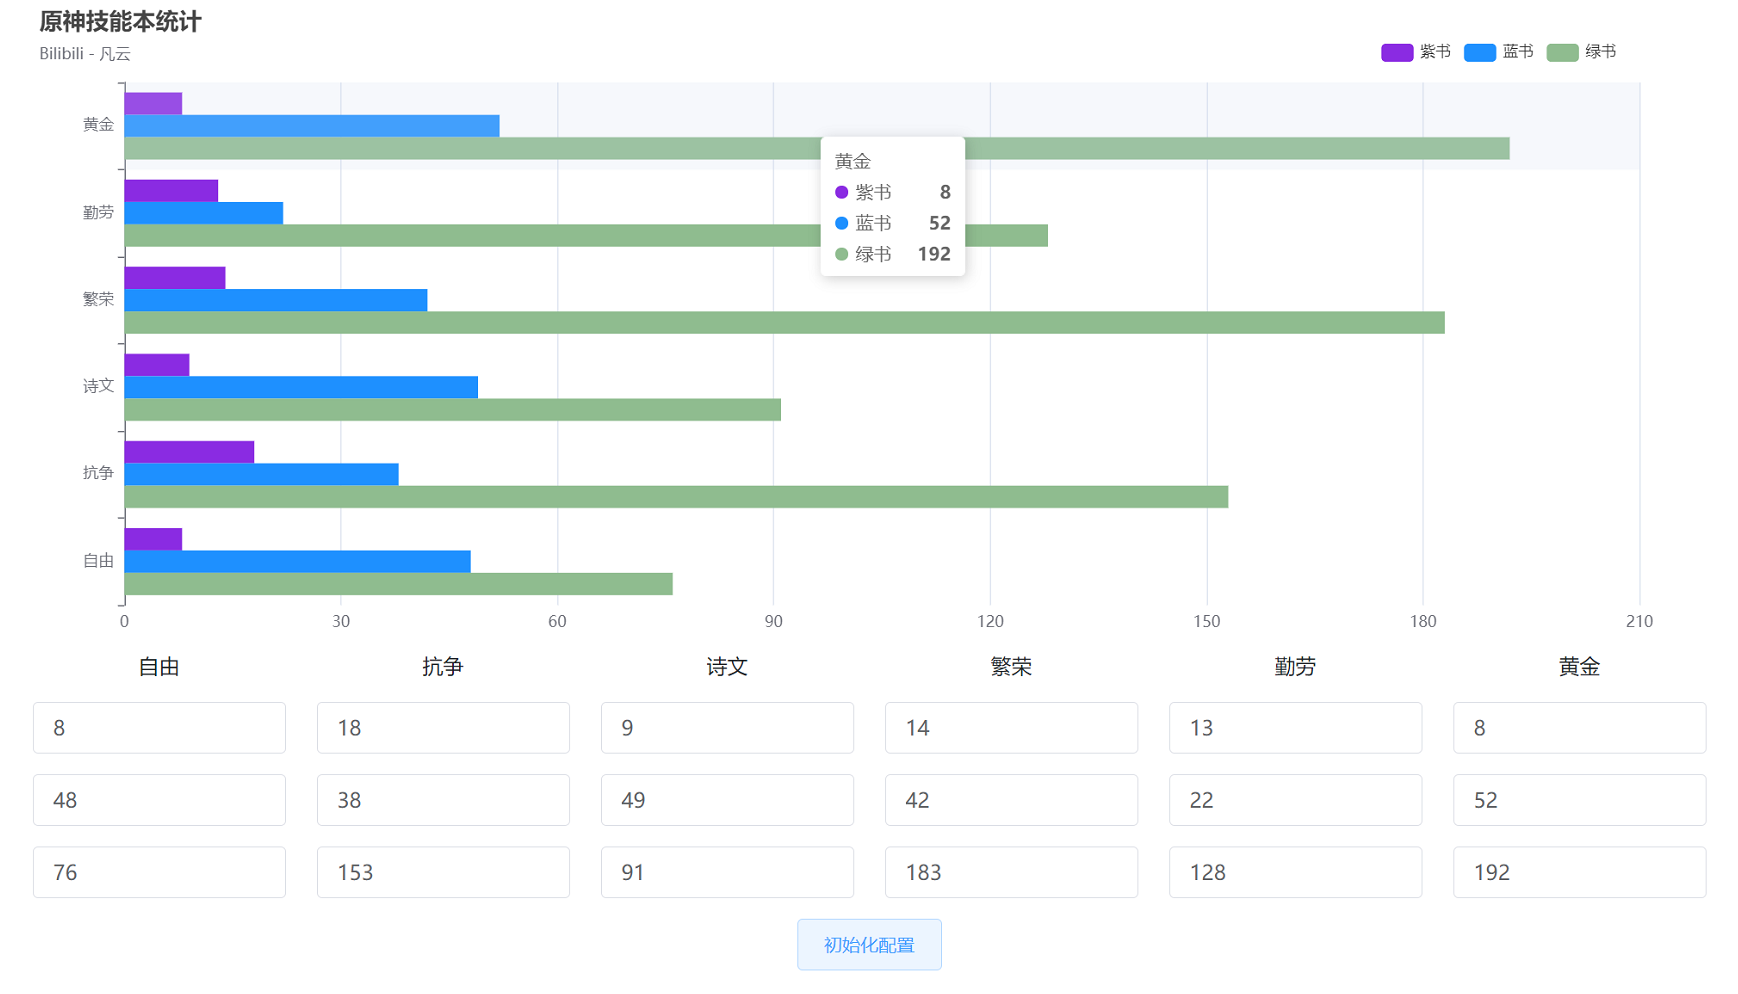 原神技能本统计
Bilibili - 凡云
紫书 蓝书 绿书
黄金
黄金
紫书 8
蓝书 52
绿书 192
勤劳
繁荣
诗文
抗争
自由
0 30 60 90 120 150 180 210
自由 抗争 诗文 繁荣 勤劳 黄金
8 18 9 14 13 8
48 38 49 42 22 52
76 153 91 183 128 192
初始化配置